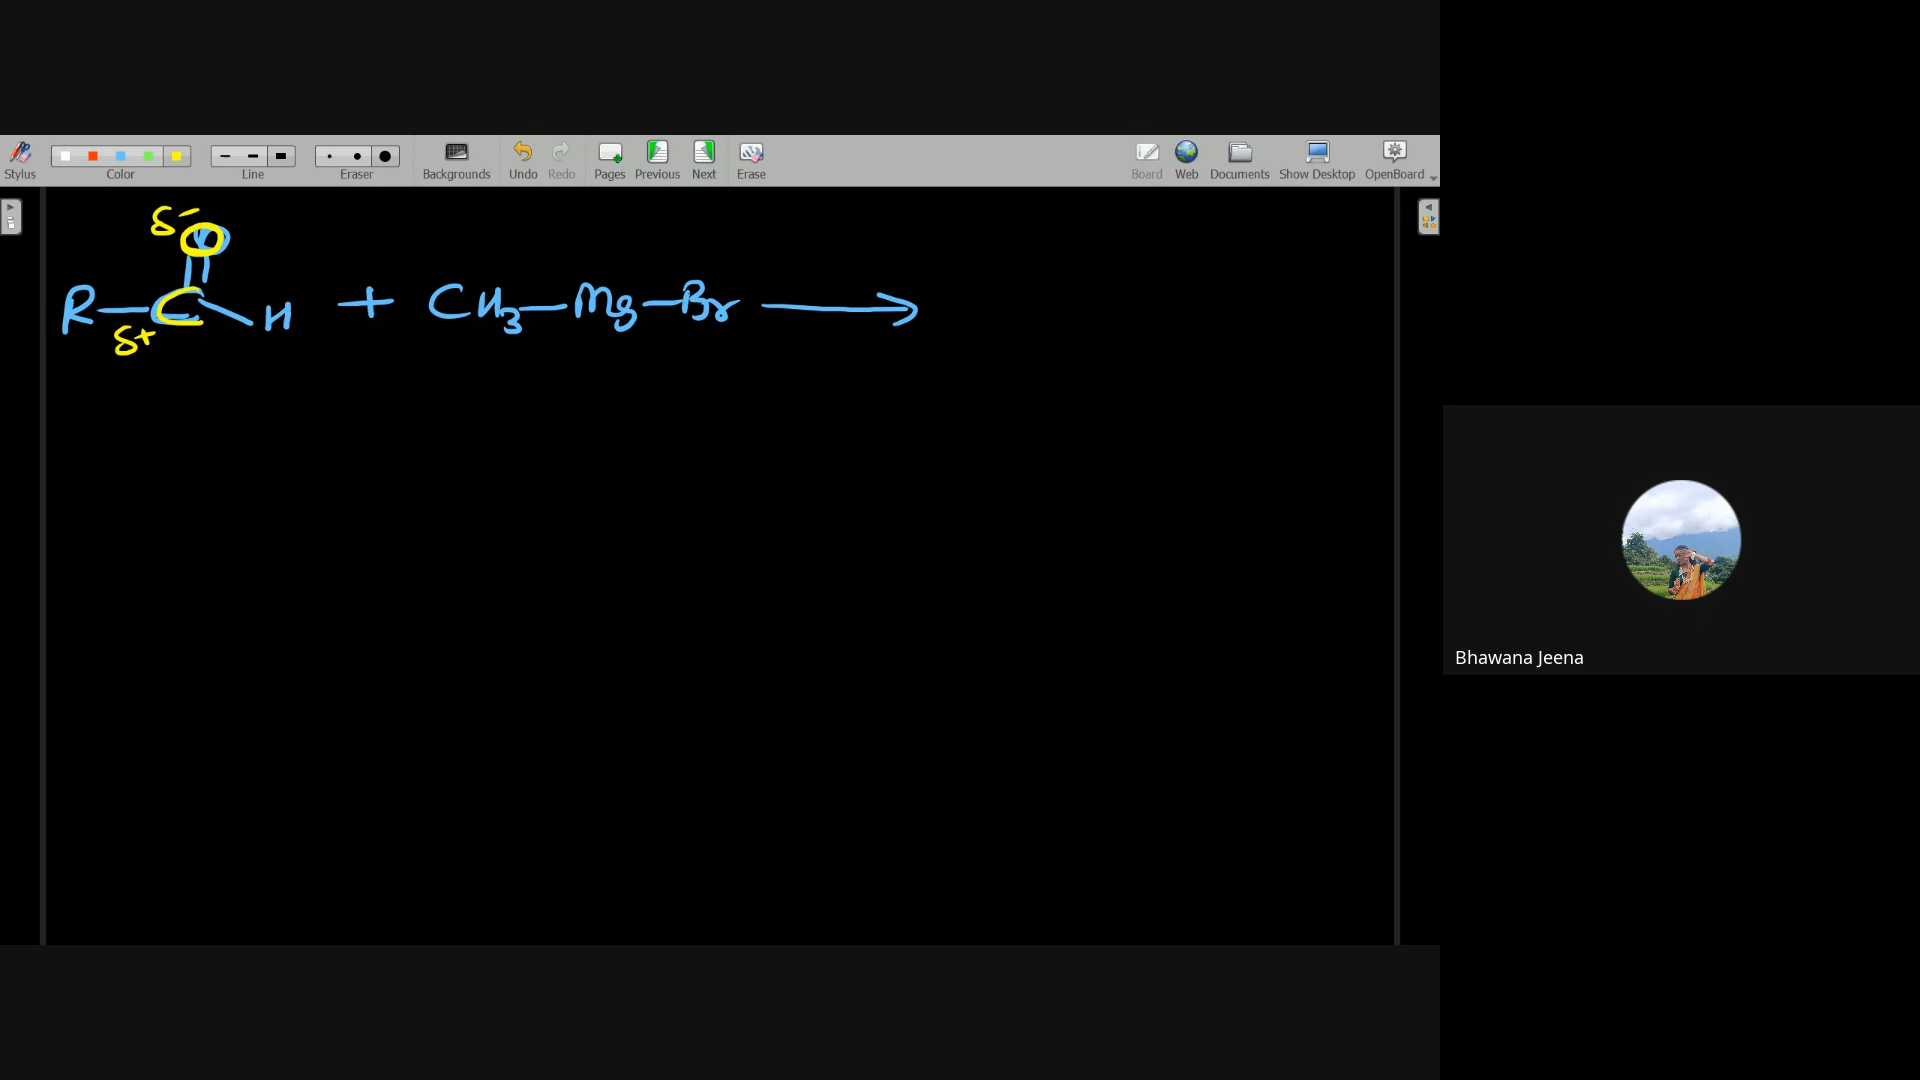 Stylus Color Line Eraser Backgrounds Undo Redo Pages Previous Next Erase Board Web Documents Show Desktop OpenBoard
δ-
O
R-C-H + CH3-Mg-Br →
δ+
Bhawana Jeena